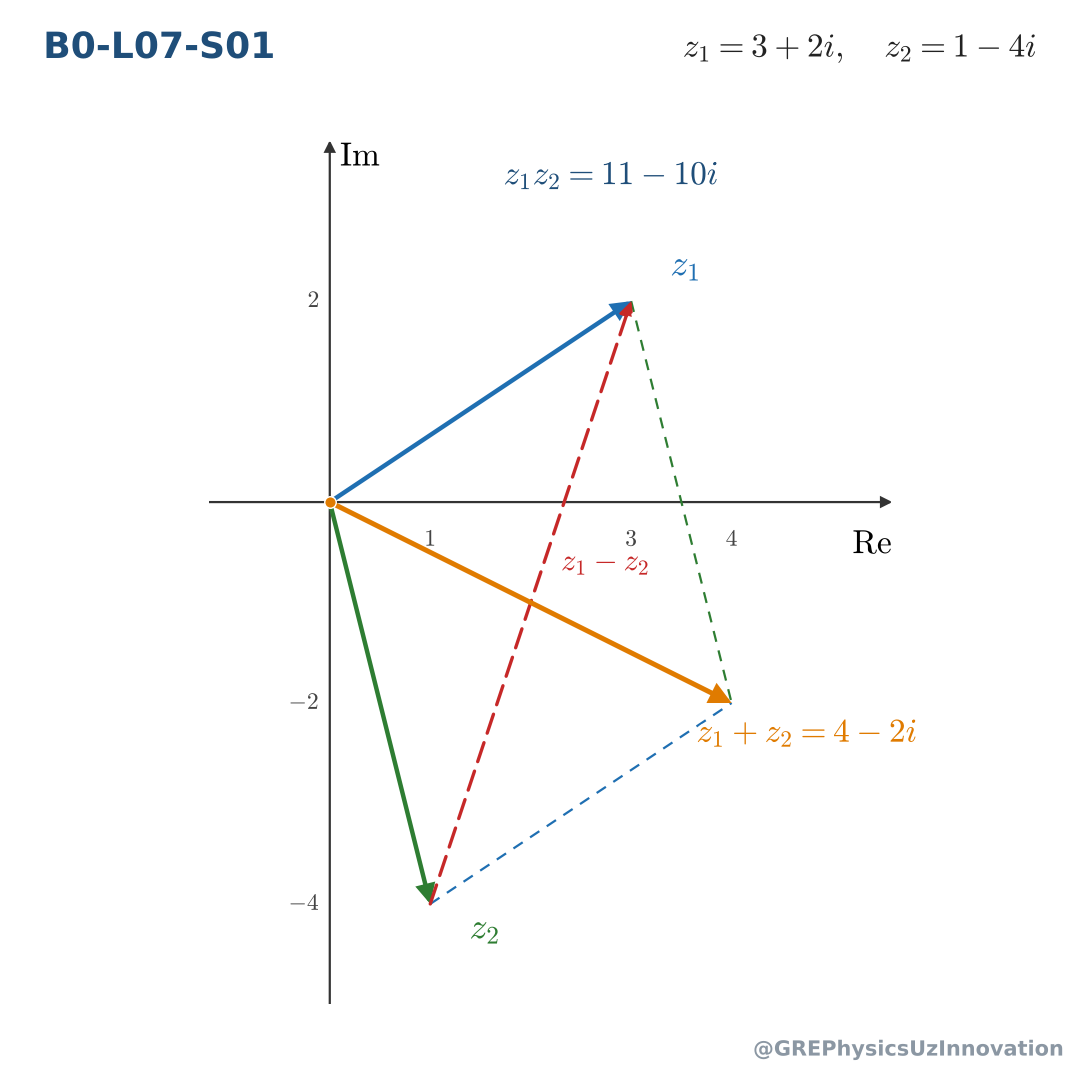 B0-L07-S01
z₁ = 3 + 2i, z₂ = 1 − 4i
Im
z₁z₂ = 11 − 10i
z₁
2
1 3 4
Re
z₁ − z₂
−2
z₁ + z₂ = 4 − 2i
−4
z₂
@GREPhysicsUzInnovation